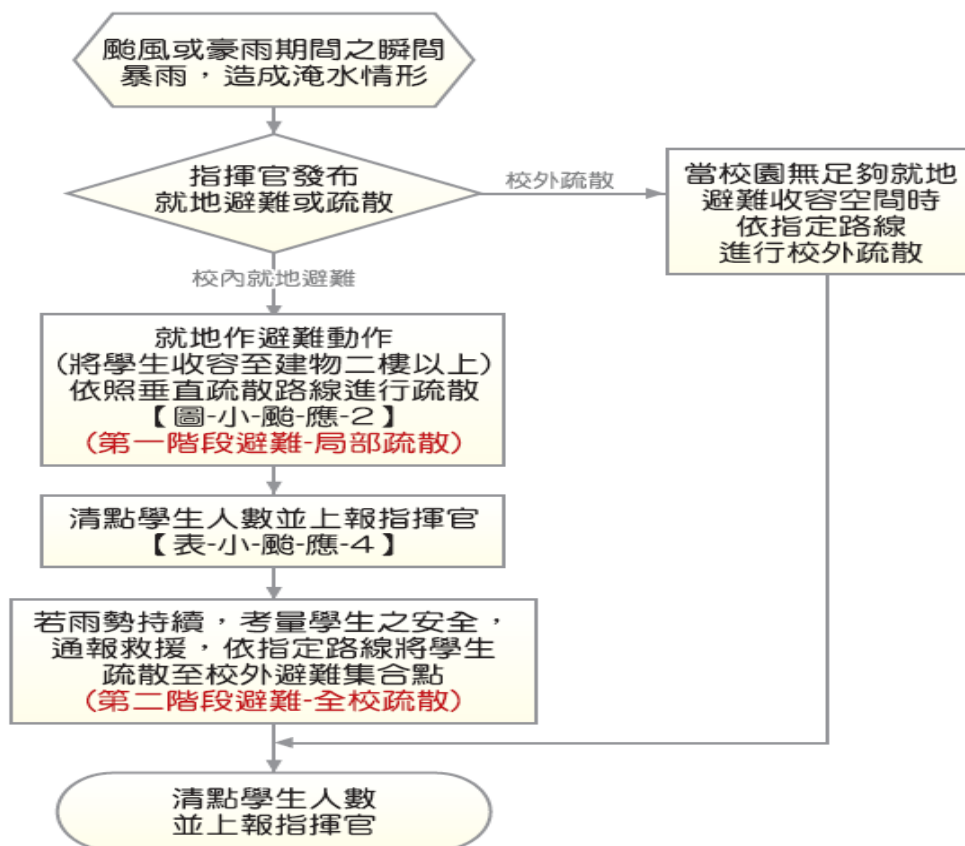 颱風或豪雨期間之瞬間
暴雨，造成淹水情形
指揮官發布
就地避難或疏散
校外疏散
當校園無足夠就地
避難收容空間時
依指定路線
進行校外疏散
校內就地避難
就地作避難動作
(將學生收容至建物二樓以上)
依照垂直疏散路線進行疏散
【圖-小-颱-應-2】
(第一階段避難-局部疏散)
清點學生人數並上報指揮官
【表-小-颱-應-4】
若雨勢持續，考量學生之安全，
通報救援，依指定路線將學生
疏散至校外避難集合點
(第二階段避難-全校疏散)
清點學生人數
並上報指揮官